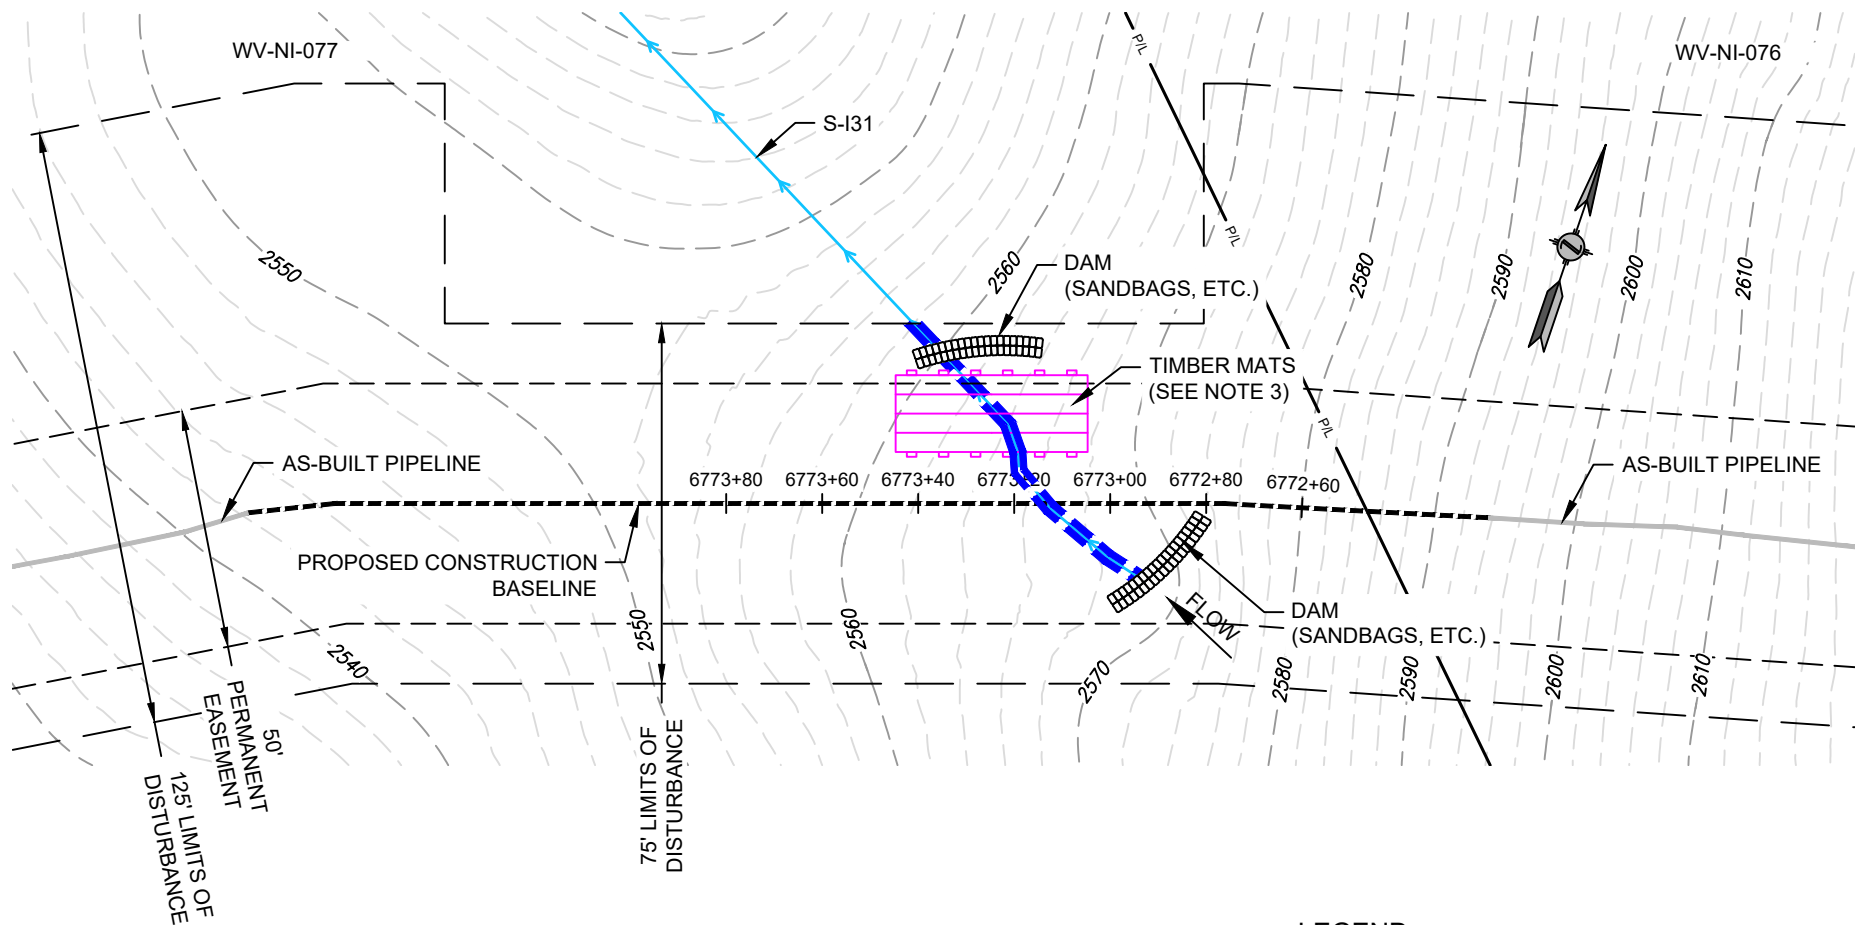 WV-NI-077
WV-NI-076
P/L
S-I31
P/L
2550
2560
DAM
(SANDBAGS, ETC.)
2580
2590
2600
2610
TIMBER MATS
(SEE NOTE 3)
P/L
AS-BUILT PIPELINE
6773+80
6773+60
6773+40
6773+20
6773+00
6772+80
6772+60
AS-BUILT PIPELINE
PROPOSED CONSTRUCTION
BASELINE
FLOW
DAM
(SANDBAGS, ETC.)
2540
2550
2560
2570
2580
2590
2600
2610
50'
PERMANENT
EASEMENT
125' LIMITS OF
DISTURBANCE
75' LIMITS OF
DISTURBANCE